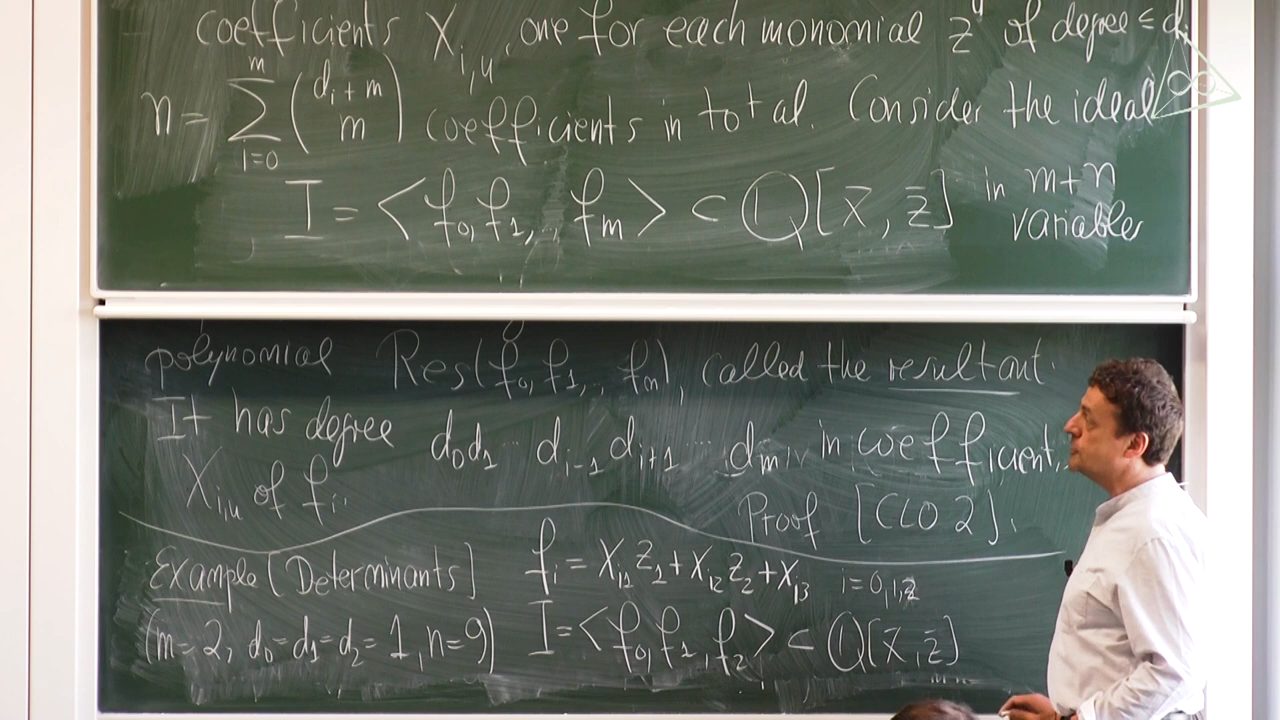 coefficients X_{i,u}, one for each monomial z^u of degree ≤ d_i
n = \sum_{i=0}^{m} \binom{d_i+m}{m} coefficients in total. Consider the ideal
I = <f_0, f_1, .. f_m> ⊂ Q[x̄, z̄] in m+n variables
polynomial Res(f_0, f_1, .., f_m), called the resultant.
It has degree d_0 d_1 ... d_{i-1} d_{i+1} .... d_m in coefficient
X_{i,u} of f_i.
Proof [CLO 2].
Example (Determinants) f_i = X_{i1} z_1 + X_{i2} z_2 + X_{i3} i=0,1,2
(m=2, d_0=d_1=d_2=1, n=9) I = <f_0, f_1, f_2> ⊂ Q[x̄, z̄]